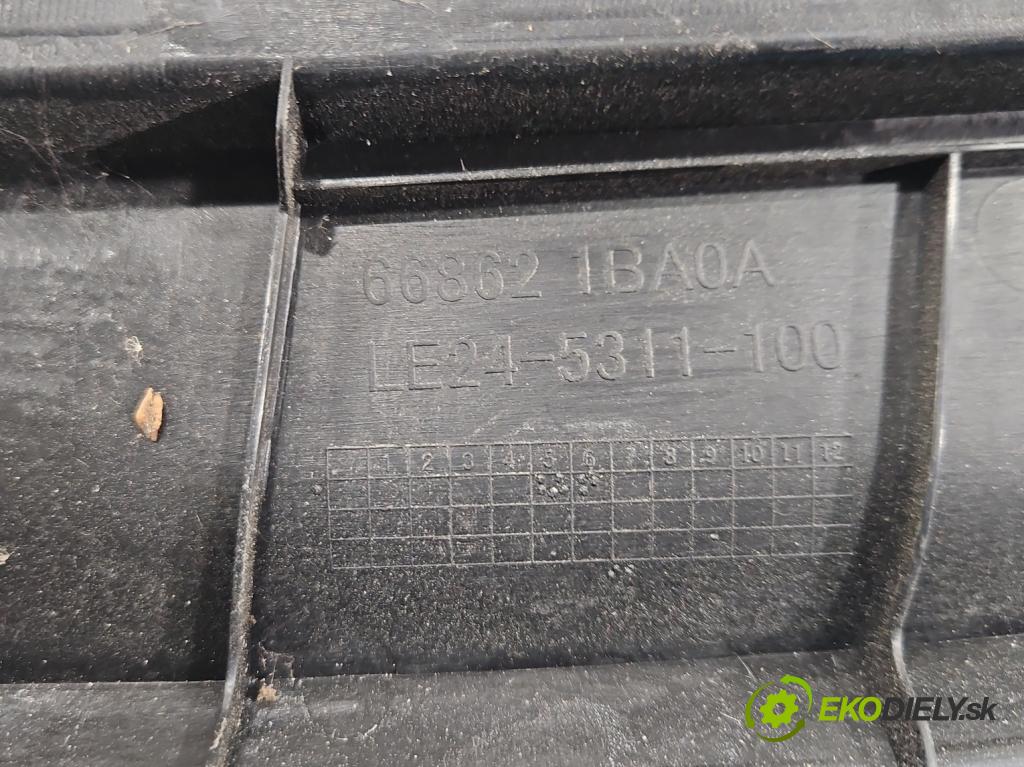 66862 1BA0A
LE24-5311-100
1 2 3 4 5 6 7 8 9 10 11 12
EKODIELY.sk